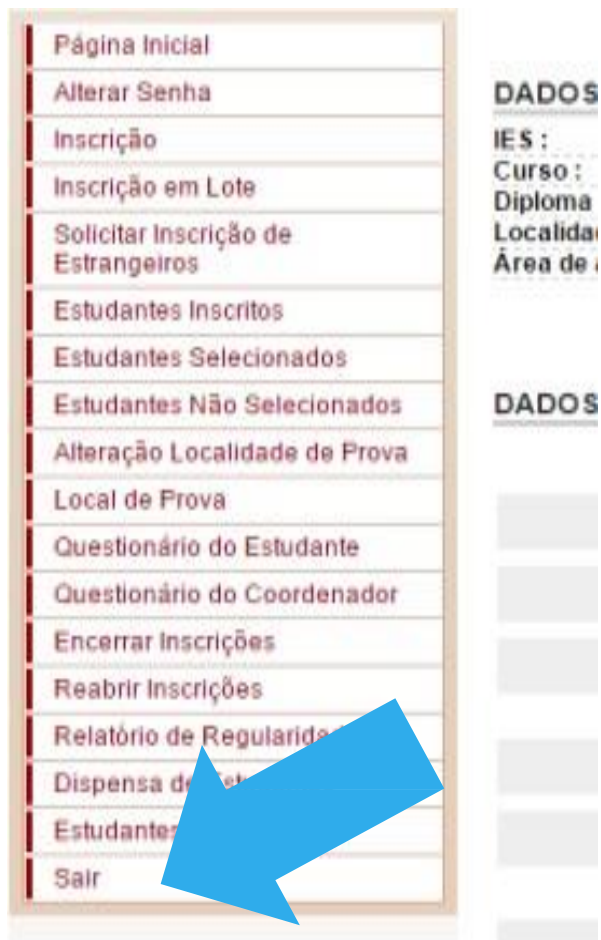 Página Inicial
Alterar Senha
Inscrição
Inscrição em Lote
Solicitar Inscrição de
Estrangeiros
Estudantes Inscritos
Estudantes Selecionados
Estudantes Não Selecionados
Alteração Localidade de Prova
Local de Prova
Questionário do Estudante
Questionário do Coordenador
Encerrar Inscrições
Reabrir Inscrições
Relatório de
Dispensa
Estudantes
Sair
DADOS
IES :
Curso :
Diploma
Área de
DADOS